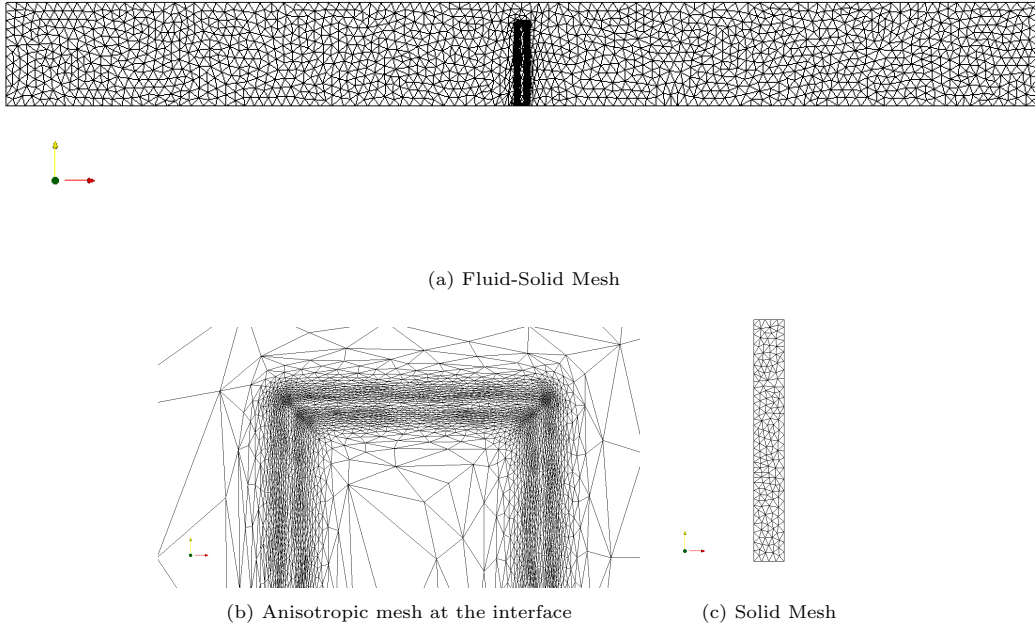 (a) Fluid-Solid Mesh
(b) Anisotropic mesh at the interface
(c) Solid Mesh